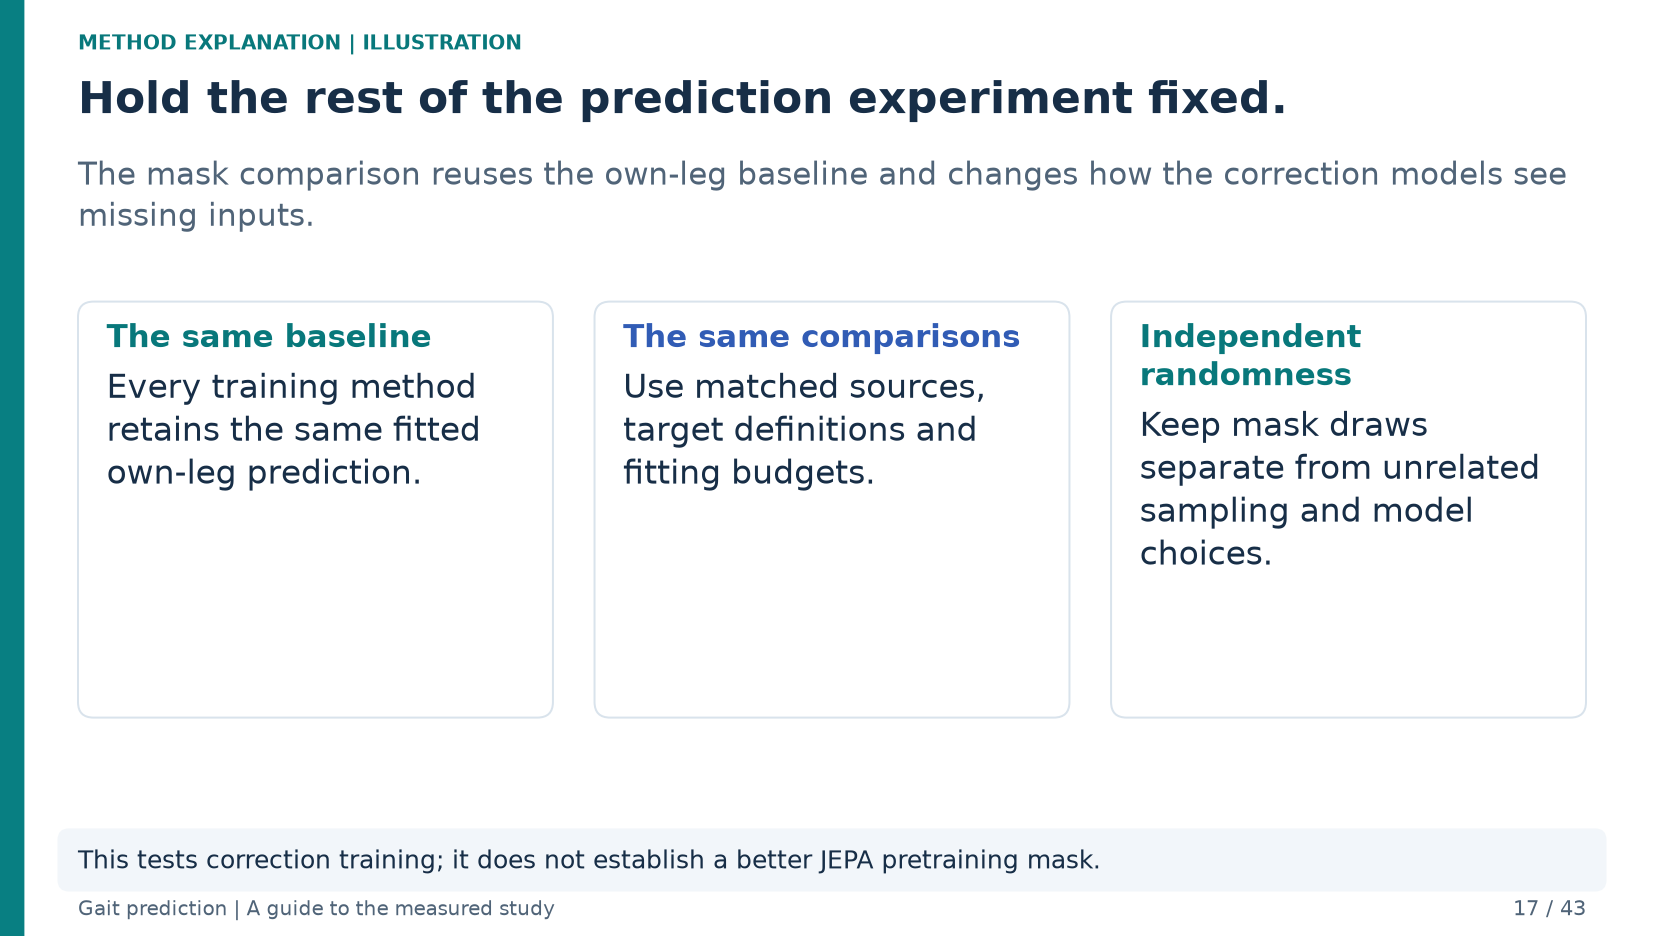 METHOD EXPLANATION | ILLUSTRATION
Hold the rest of the prediction experiment fixed.
The mask comparison reuses the own-leg baseline and changes how the correction models see
missing inputs.
The same baseline
Every training method
retains the same fitted
own-leg prediction.
The same comparisons
Use matched sources,
target definitions and
fitting budgets.
Independent
randomness
Keep mask draws
separate from unrelated
sampling and model
choices.
This tests correction training; it does not establish a better JEPA pretraining mask.
Gait prediction | A guide to the measured study
17 / 43